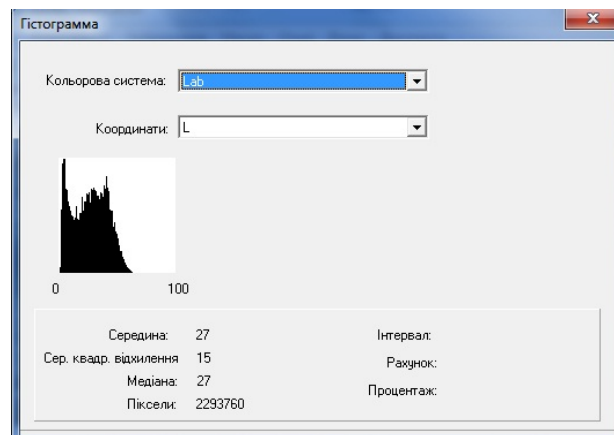 Гістограмма
Кольорова система: Lab
Координати: L
0 100
Середина: 27 Інтервал:
Сер. квадр. відхилення 15 Рахунок:
Медіана: 27 Процентаж:
Піксели: 2293760